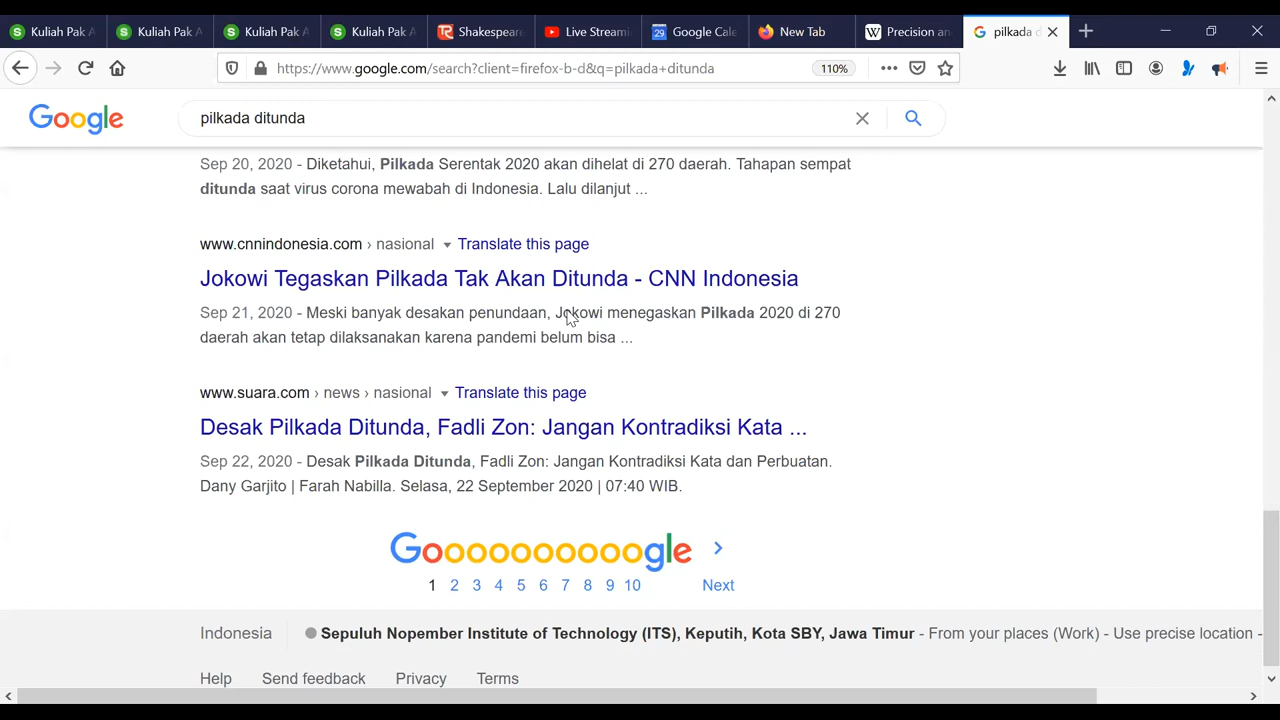 Kuliah Pak A
Kuliah Pak A
Kuliah Pak A
Kuliah Pak A
Shakespeare
Live Streami
Google Cale
New Tab
Precision an
pilkada d
https://www.google.com/search?client=firefox-b-d&q=pilkada+ditunda
110%
Google
pilkada ditunda
Sep 20, 2020 - Diketahui, Pilkada Serentak 2020 akan dihelat di 270 daerah. Tahapan sempat
ditunda saat virus corona mewabah di Indonesia. Lalu dilanjut ...
www.cnnindonesia.com › nasional Translate this page
Jokowi Tegaskan Pilkada Tak Akan Ditunda - CNN Indonesia
Sep 21, 2020 - Meski banyak desakan penundaan, Jokowi menegaskan Pilkada 2020 di 270
daerah akan tetap dilaksanakan karena pandemi belum bisa ...
www.suara.com › news › nasional Translate this page
Desak Pilkada Ditunda, Fadli Zon: Jangan Kontradiksi Kata ...
Sep 22, 2020 - Desak Pilkada Ditunda, Fadli Zon: Jangan Kontradiksi Kata dan Perbuatan.
Dany Garjito | Farah Nabilla. Selasa, 22 September 2020 | 07:40 WIB.
Goooooooooogle >
1 2 3 4 5 6 7 8 9 10 Next
Indonesia Sepuluh Nopember Institute of Technology (ITS), Keputih, Kota SBY, Jawa Timur - From your places (Work) - Use precise location -
Help Send feedback Privacy Terms